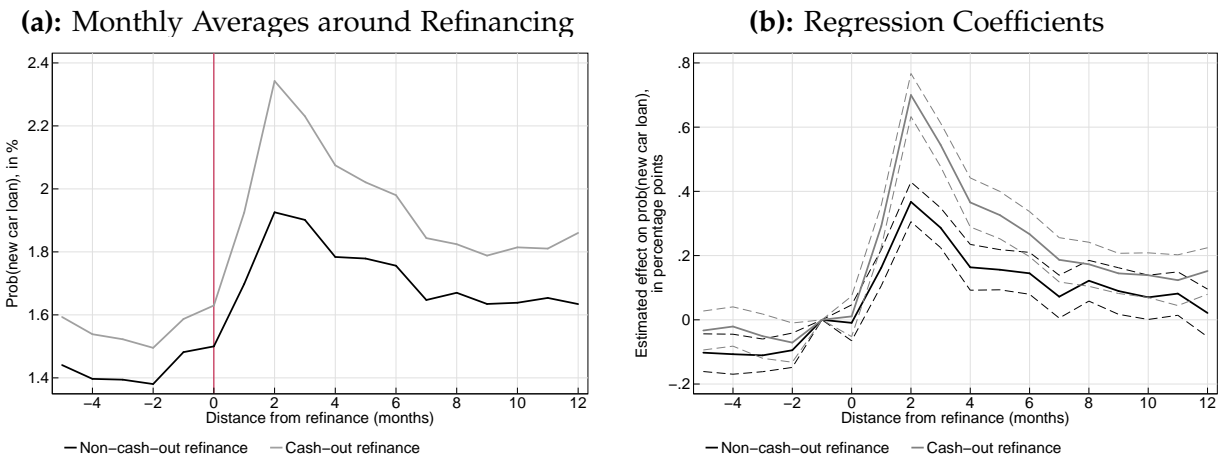 (a): Monthly Averages around Refinancing
Prob(new car loan), in %
2.4
2.2
2
1.8
1.6
1.4
−4 −2 0 2 4 6 8 10 12
Distance from refinance (months)
Non−cash−out refinance Cash−out refinance
(b): Regression Coefficients
Estimated effect on prob(new car loan),
in percentage points
.8
.6
.4
.2
0
−.2
−4 −2 0 2 4 6 8 10 12
Distance from refinance (months)
Non−cash−out refinance Cash−out refinance